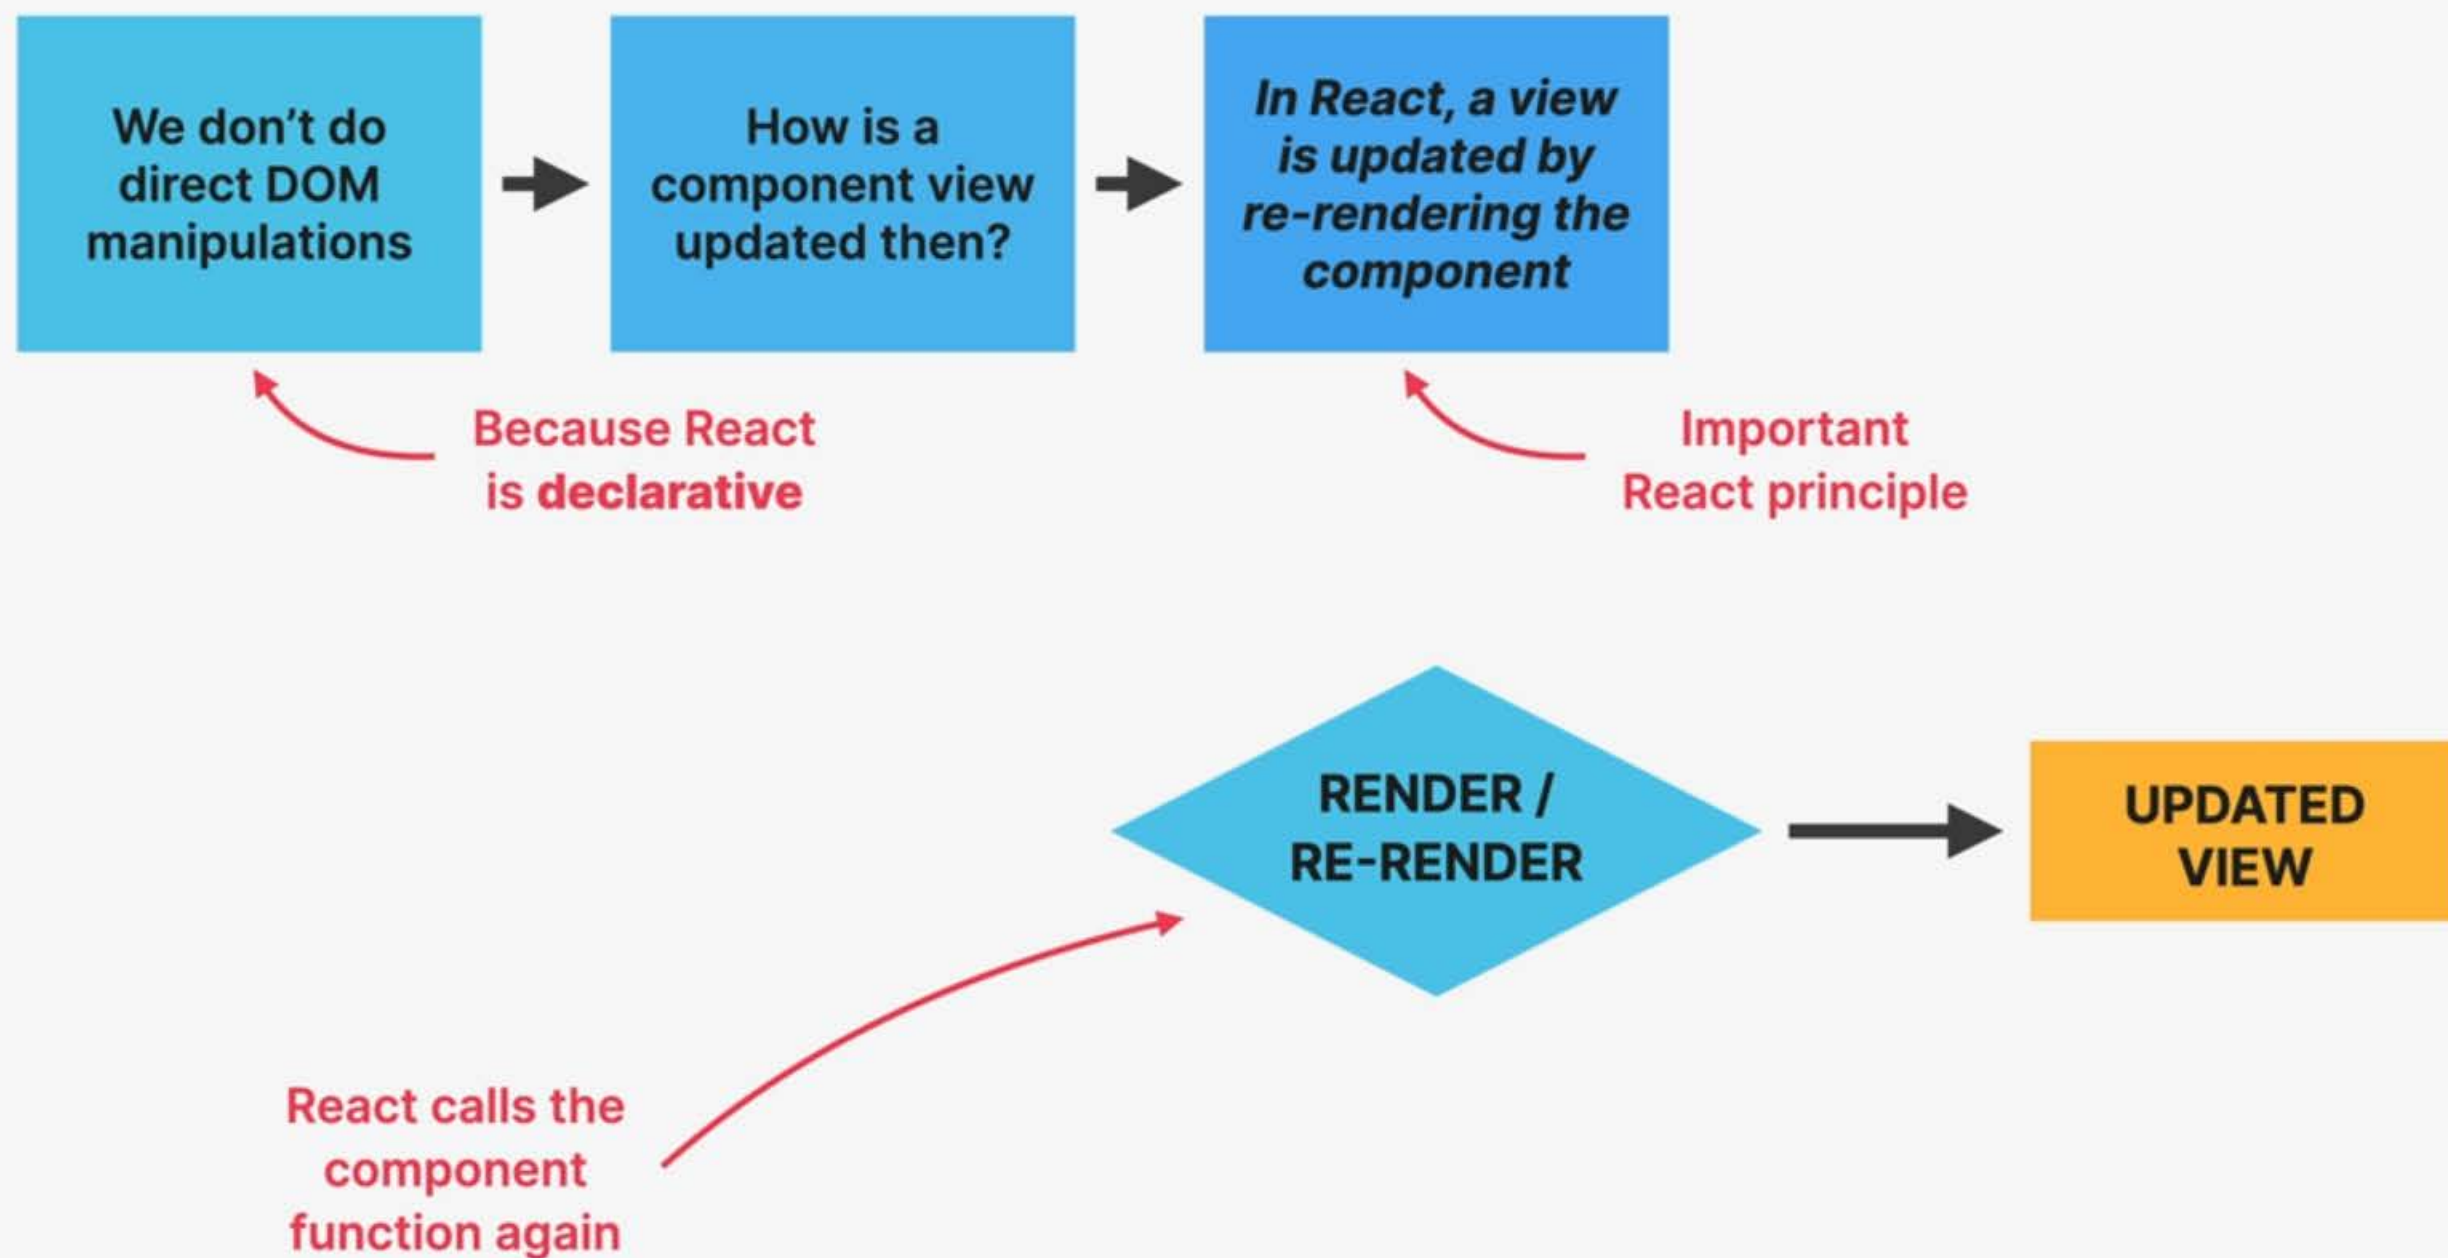 We don’t do
direct DOM
manipulations
How is a
component view
updated then?
In React, a view
is updated by
re-rendering the
component
Because React
is declarative
Important
React principle
RENDER /
RE-RENDER
UPDATED
VIEW
React calls the
component
function again